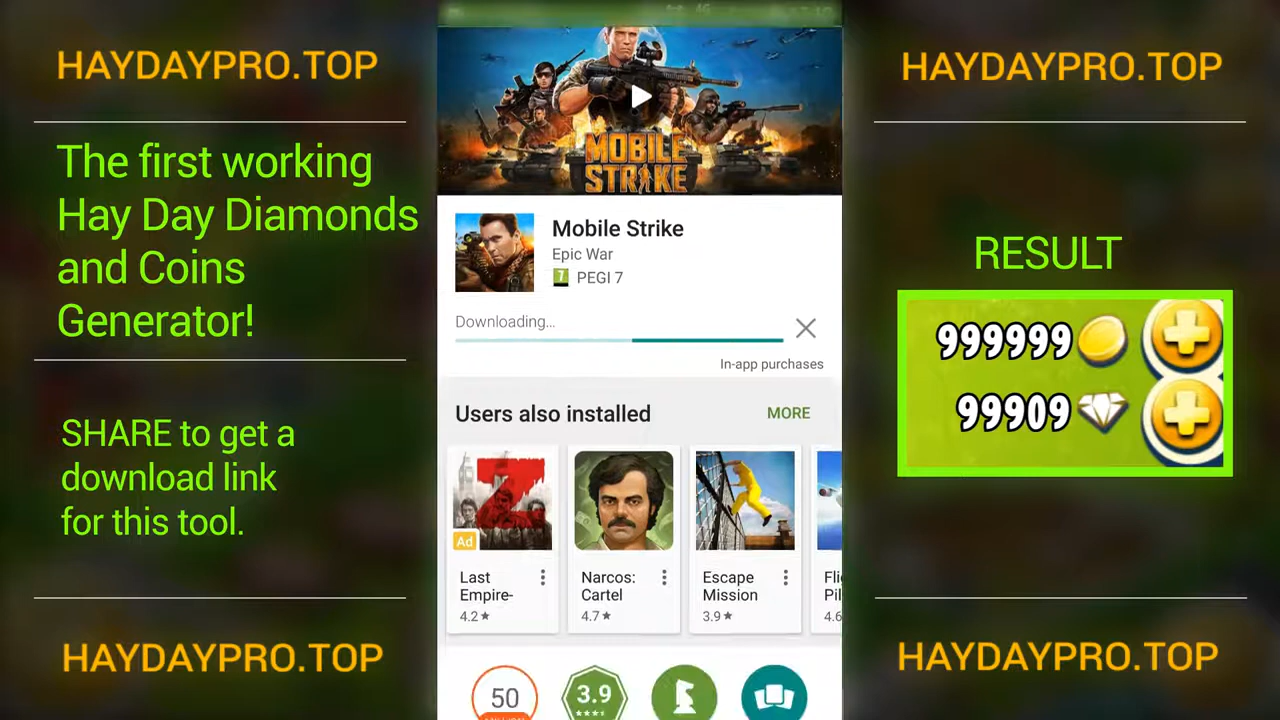 HAYDAYPRO.TOP
The first working
Hay Day Diamonds
and Coins
Generator!
SHARE to get a
download link
for this tool.
HAYDAYPRO.TOP
MOBILE
STRIKE
Mobile Strike
Epic War
7 PEGI 7
Downloading...
In-app purchases
Users also installed
MORE
Z
Ad
Last
Empire-
4.2★
Narcos:
Cartel
4.7★
Escape
Mission
3.9★
4.6
50
3.9
HAYDAYPRO.TOP
RESULT
999999
99909
HAYDAYPRO.TOP